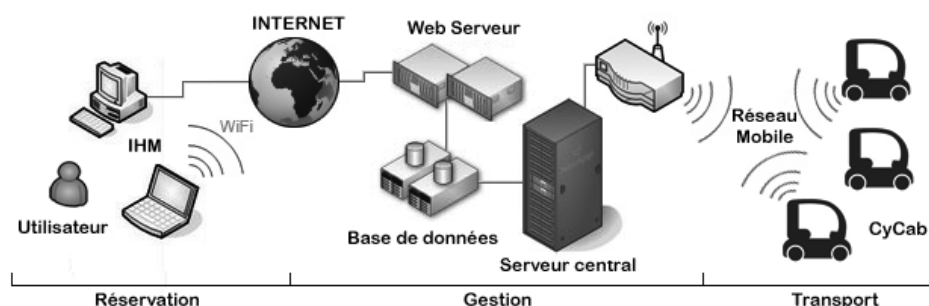 INTERNET
Web Serveur
WiFi
IHM
Réseau
Mobile
Utilisateur
Base de données
Serveur central
CyCab
Réservation
Gestion
Transport